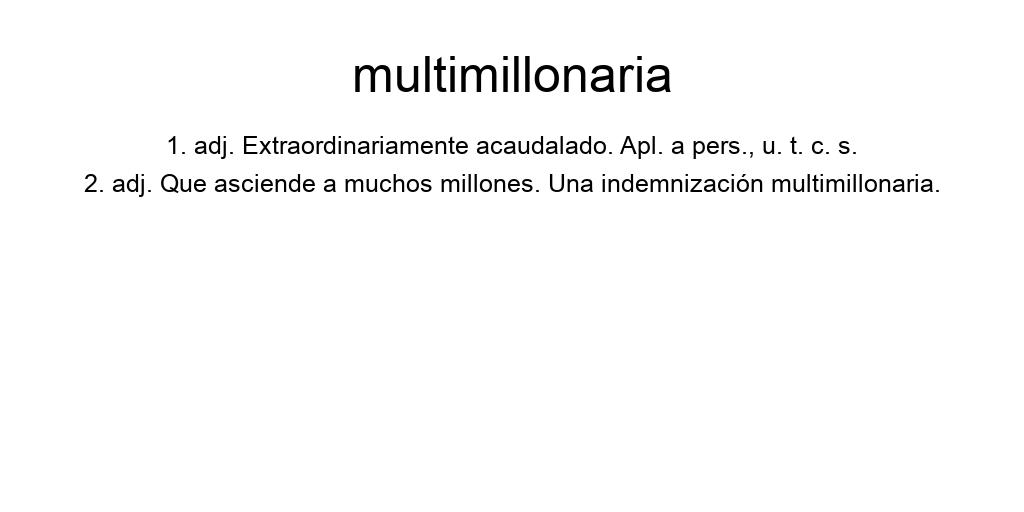 multimillonaria
1. adj. Extraordinariamente acaudalado. Apl. a pers., u. t. c. s.
2. adj. Que asciende a muchos millones. Una indemnización multimillonaria.